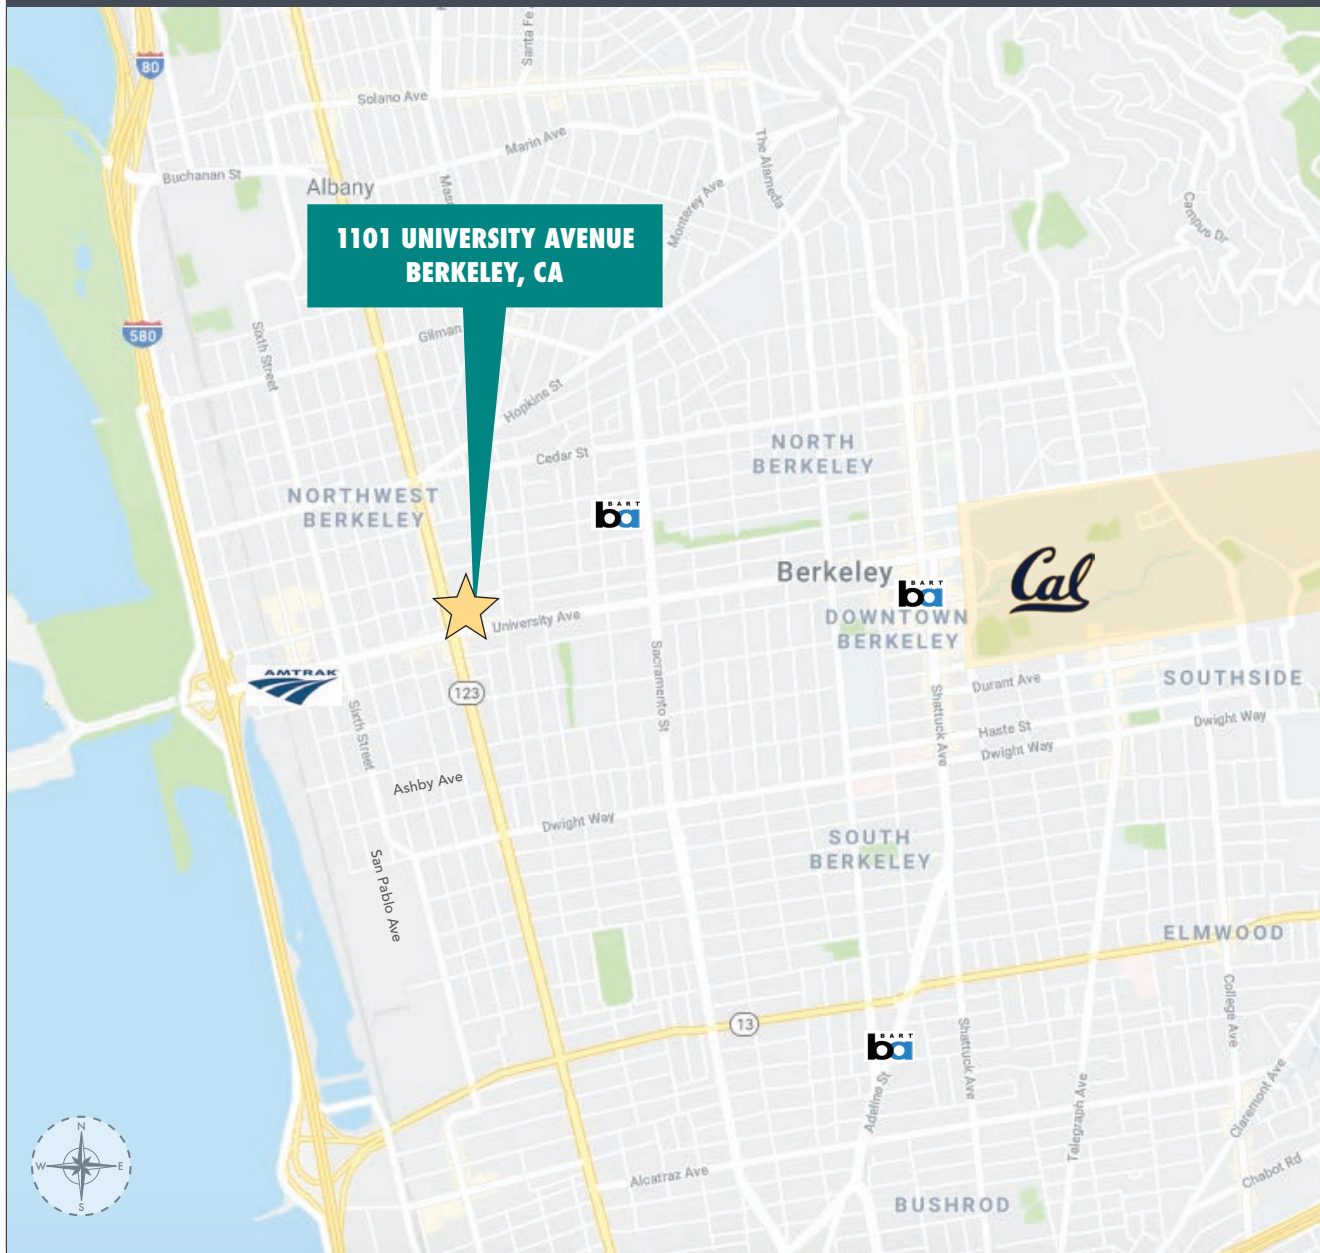 Santa Fe
80
Solano Ave
Marin Ave
The Alameda
Buchanan St
Albany
Monterey Ave
Campus Dr
1101 UNIVERSITY AVENUE
BERKELEY, CA
580
Sixth Street
Gilman
Hopkins St
NORTH
BERKELEY
Cedar St
NORTHWEST
BERKELEY
BART
ba
Berkeley
BART
ba
Cal
University Ave
DOWNTOWN
BERKELEY
AMTRAK
123
Sacramento St
Durant Ave
SOUTHSIDE
Sixth Street
Shattuck Ave
Haste St
Dwight Way
Dwight Way
Ashby Ave
Dwight Way
SOUTH
BERKELEY
San Pablo Ave
ELMWOOD
College Ave
13
BART
ba
Shattuck Ave
Adeline St
Telegraph Ave
Claremont Ave
N
W
E
S
Alcatraz Ave
Chabot Rd
BUSHROD